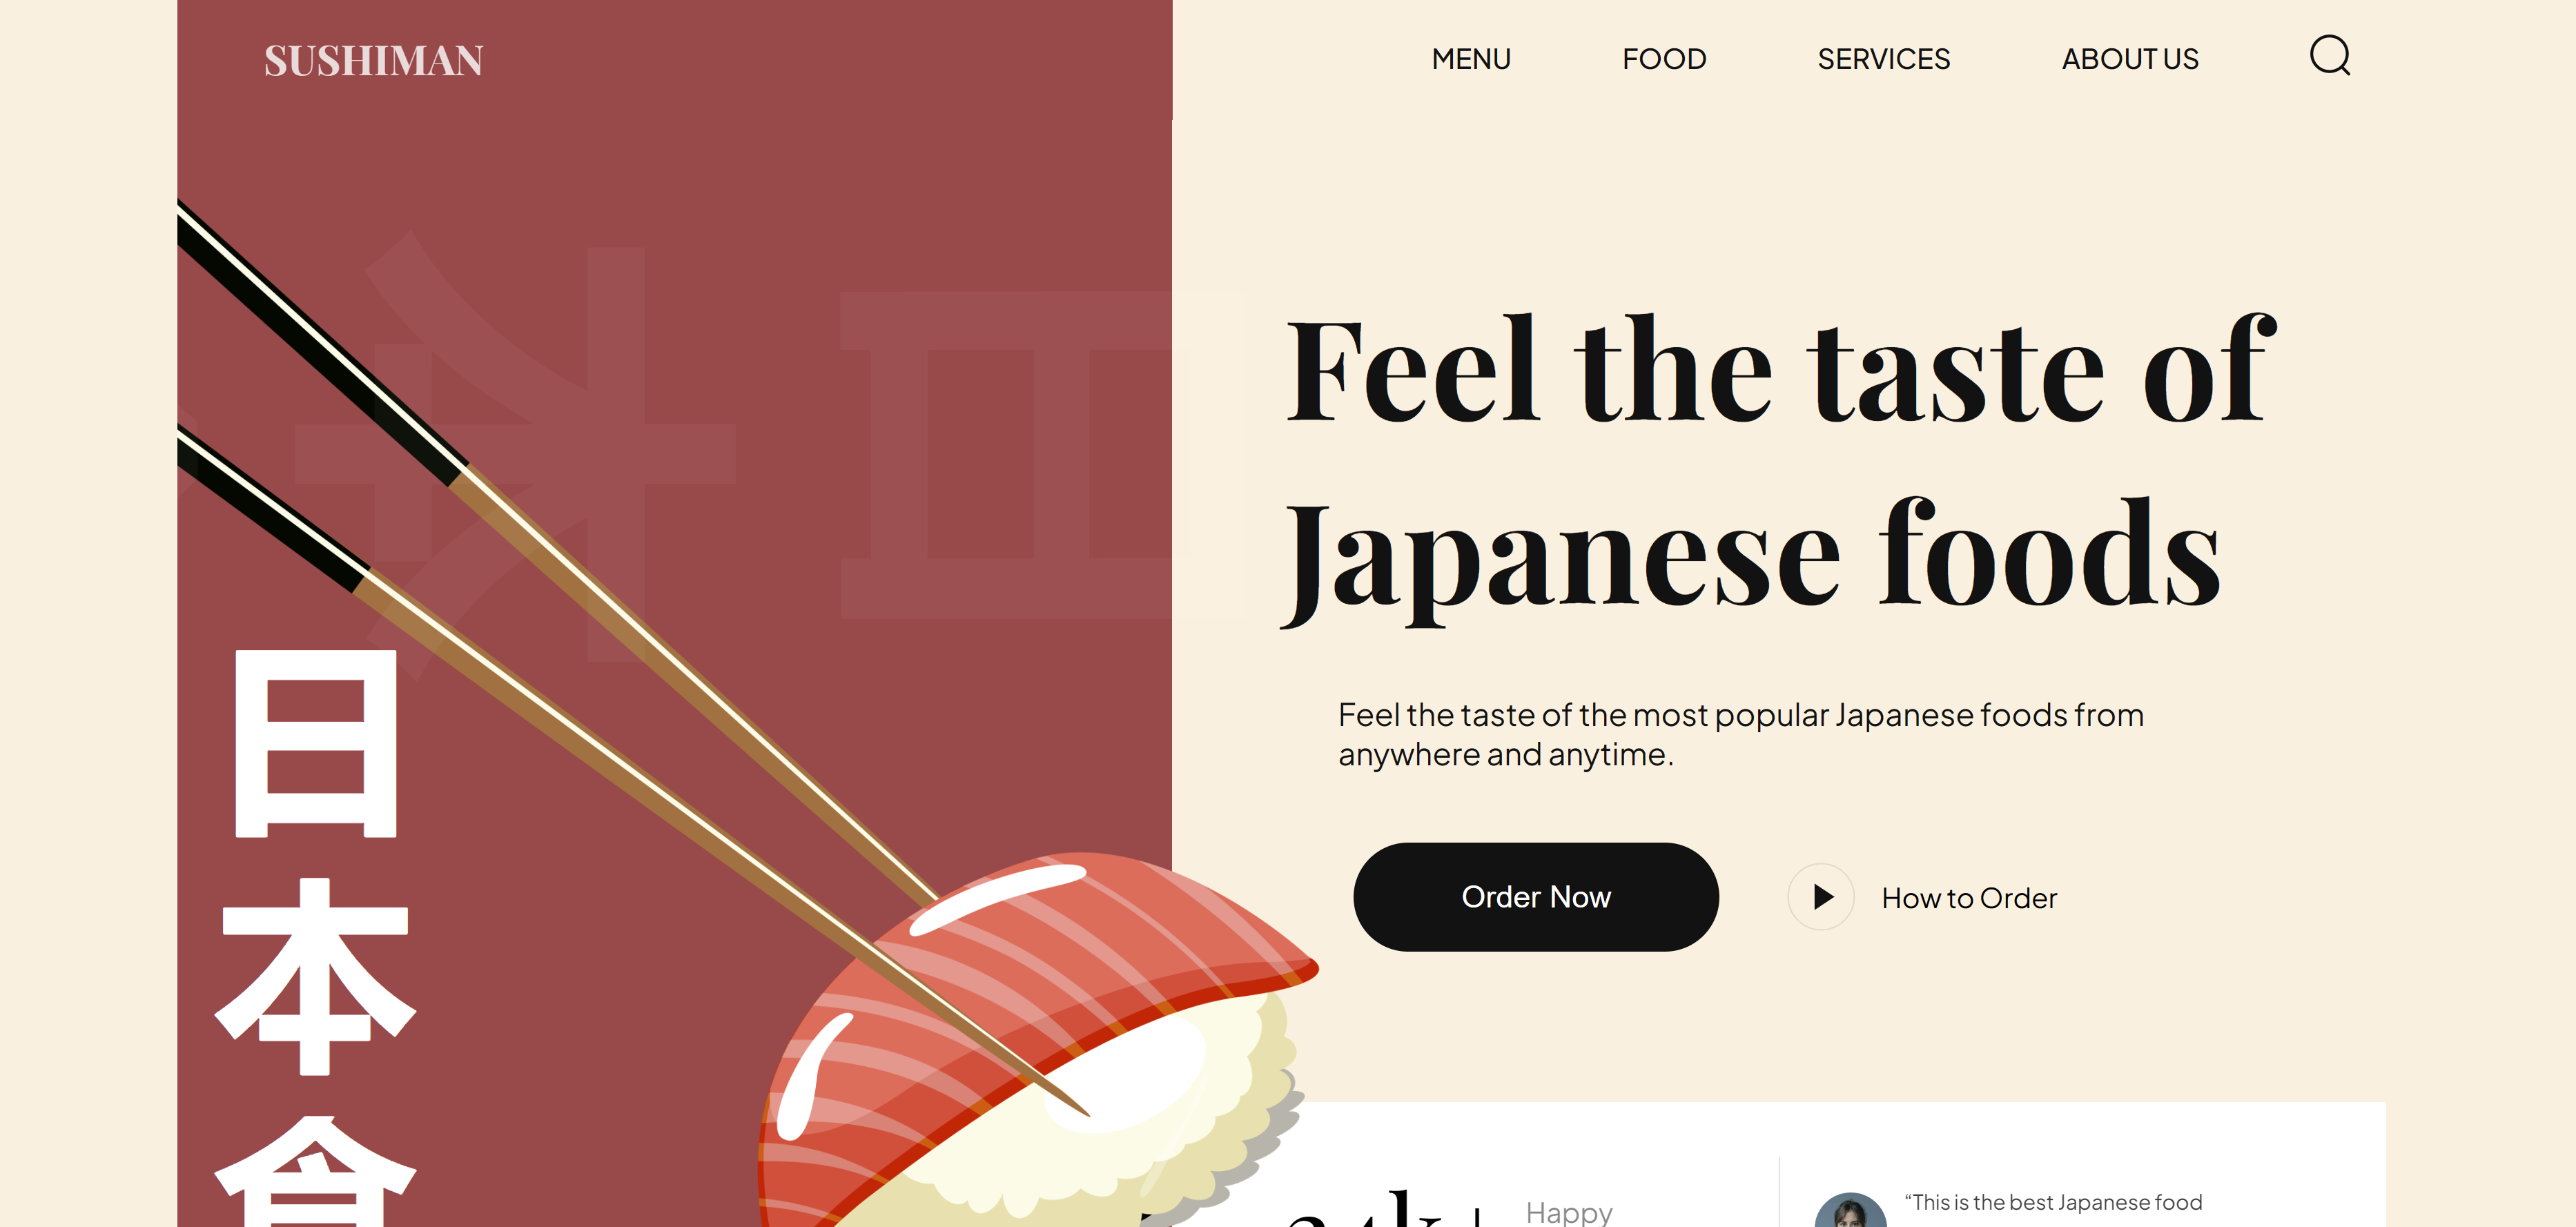 SUSHIMAN
MENU
FOOD
SERVICES
ABOUT US
Feel the taste of
Japanese foods
Feel the taste of the most popular Japanese foods from
anywhere and anytime.
Order Now
How to Order
日
本
食
Happy
“This is the best Japanese food